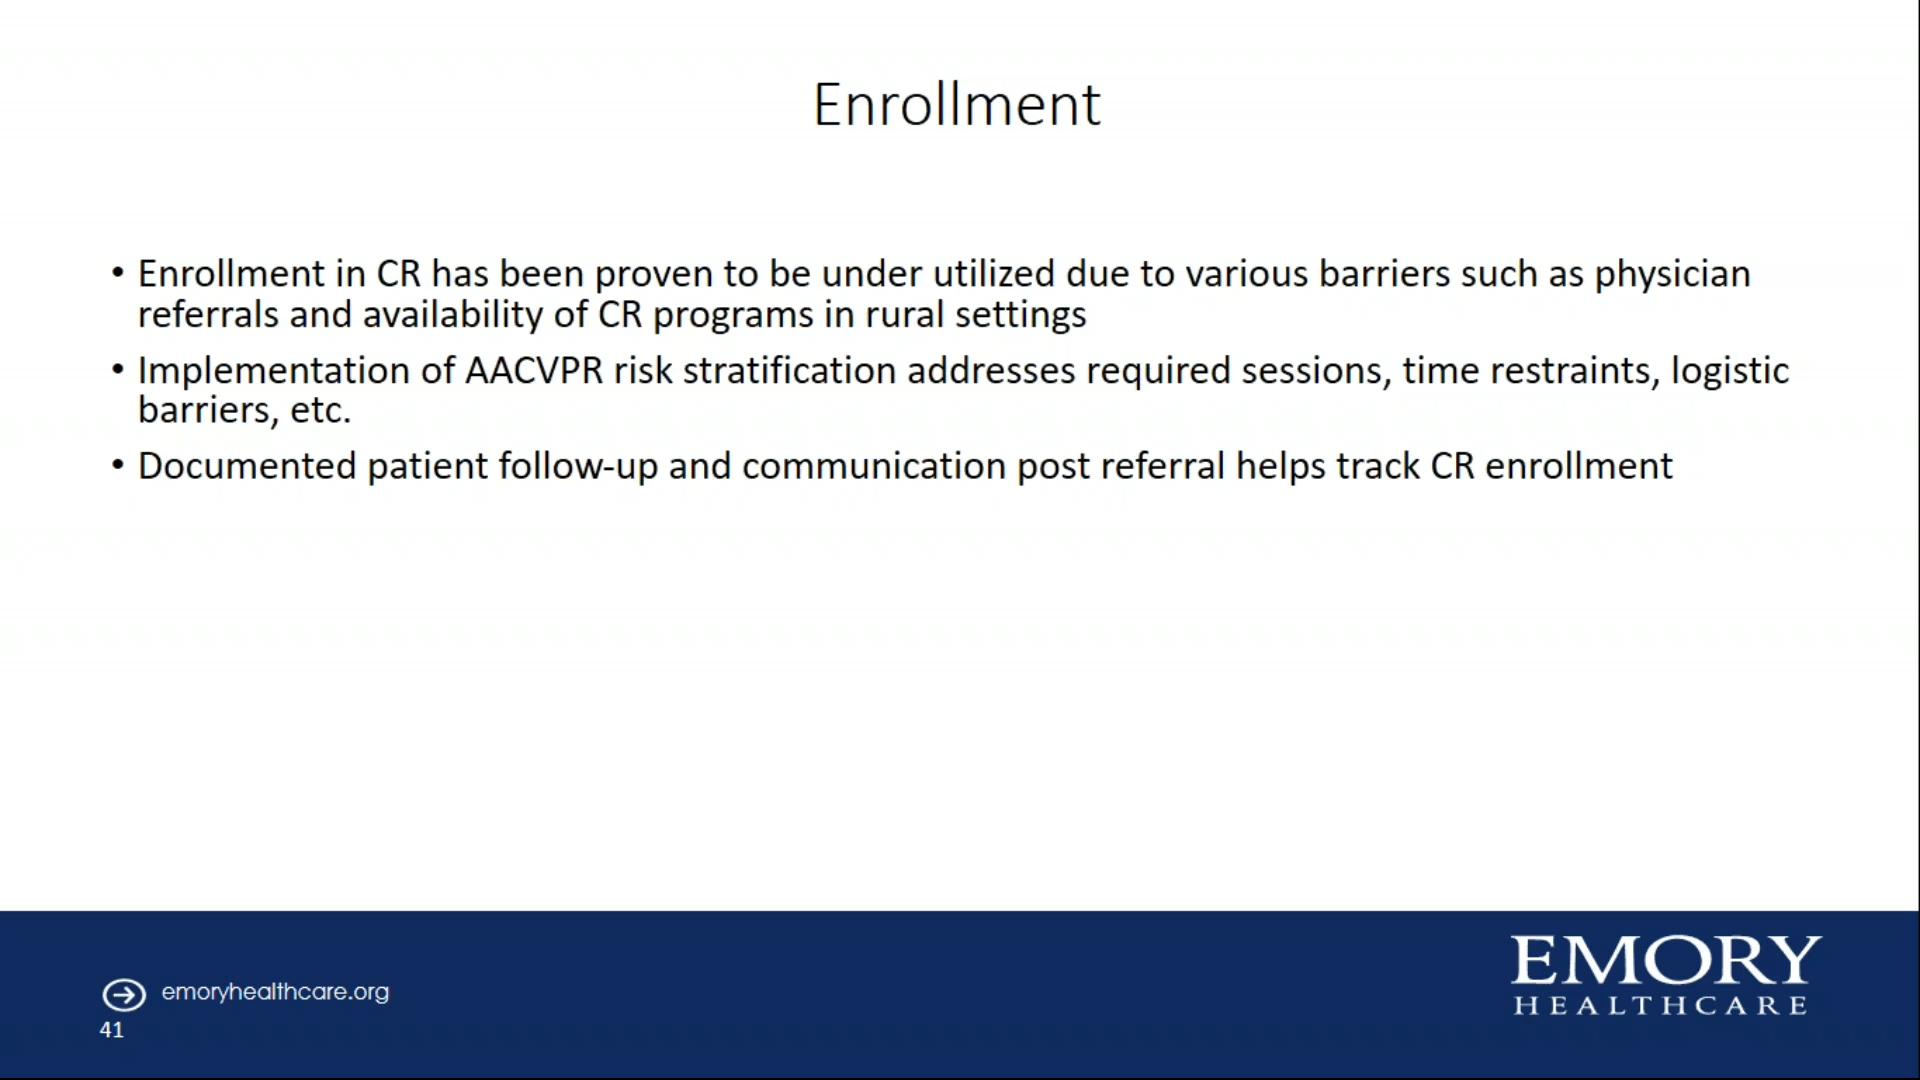 Enrollment
• Enrollment in CR has been proven to be under utilized due to various barriers such as physician
referrals and availability of CR programs in rural settings
• Implementation of AACVPR risk stratification addresses required sessions, time restraints, logistic
barriers, etc.
• Documented patient follow-up and communication post referral helps track CR enrollment
emoryhealthcare.org
41
EMORY
HEALTHCARE